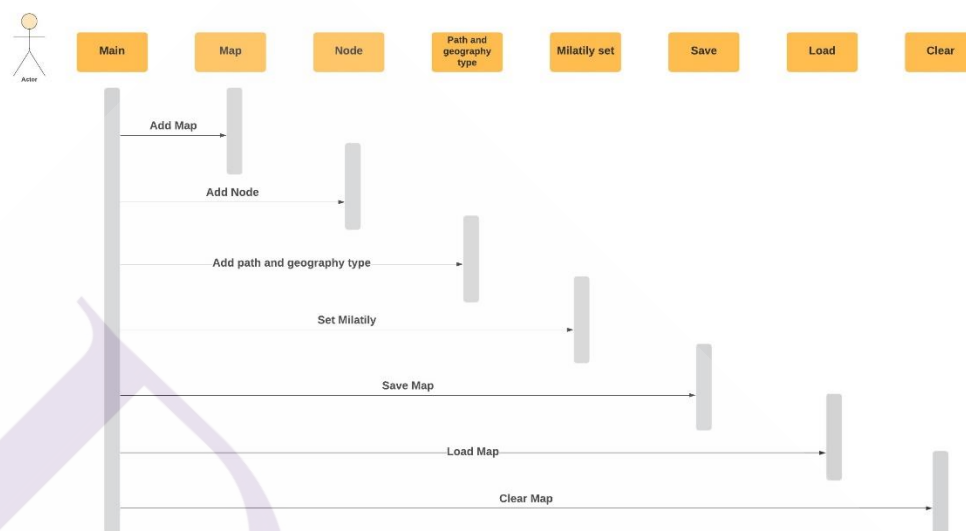 Actor
Main
Map
Node
Path and
geography
type
Milatily set
Save
Load
Clear
Add Map
Add Node
Add path and geography type
Set Milatily
Save Map
Load Map
Clear Map